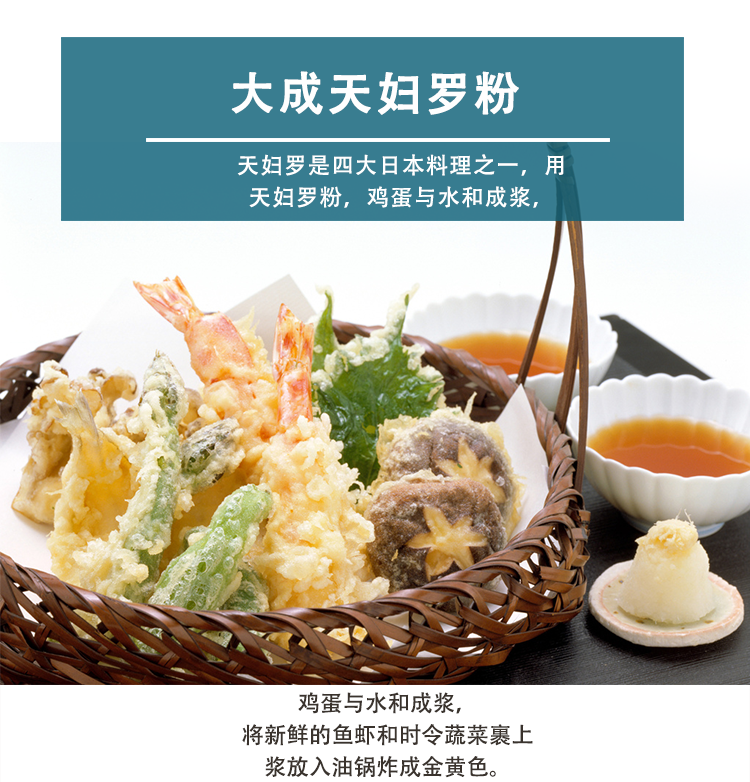 大成天妇罗粉
天妇罗是四大日本料理之一，用
天妇罗粉，鸡蛋与水和成浆，
鸡蛋与水和成浆，
将新鲜的鱼虾和时令蔬菜裹上
浆放入油锅炸成金黄色。